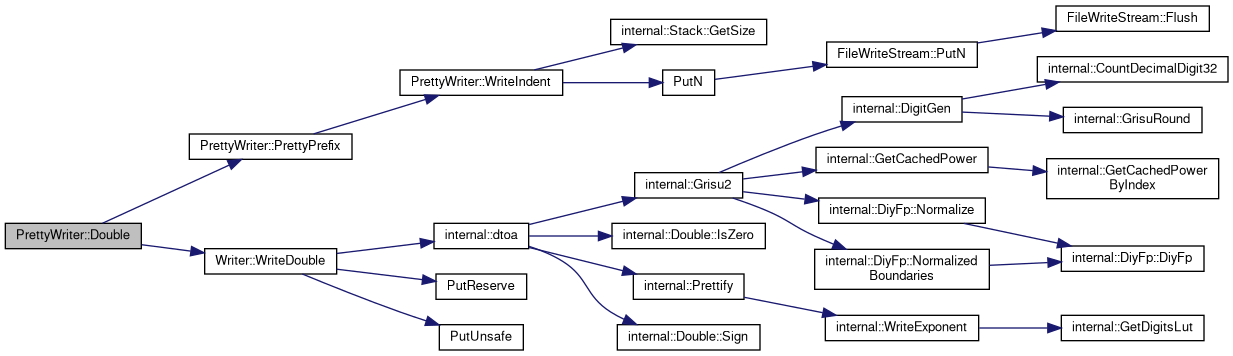 FileWriteStream::Flush
internal::Stack::GetSize
FileWriteStream::PutN
internal::CountDecimalDigit32
PrettyWriter::WriteIndent
PutN
internal::DigitGen
internal::GrisuRound
PrettyWriter::PrettyPrefix
internal::GetCachedPower
internal::GetCachedPower
ByIndex
internal::Grisu2
internal::DiyFp::Normalize
PrettyWriter::Double
internal::dtoa
internal::Double::IsZero
Writer::WriteDouble
internal::DiyFp::Normalized
Boundaries
internal::DiyFp::DiyFp
PutReserve
internal::Prettify
PutUnsafe
internal::Double::Sign
internal::WriteExponent
internal::GetDigitsLut